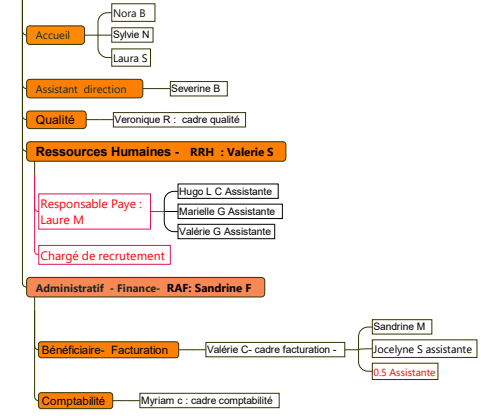 Nora B
Accueil
Sylvie N
Laura S
Assistant direction
Severine B
Qualité
Veronique R : cadre qualité
Ressources Humaines - RRH : Valerie S
Responsable Paye :
Laure M
Hugo L C Assistante
Marielle G Assistante
Valérie G Assistante
Chargé de recrutement
Administratif - Finance- RAF: Sandrine F
Bénéficiaire- Facturation
Valérie C- cadre facturation -
Sandrine M
Jocelyne S assistante
0.5 Assistante
Comptabilité
Myriam c : cadre comptabilité